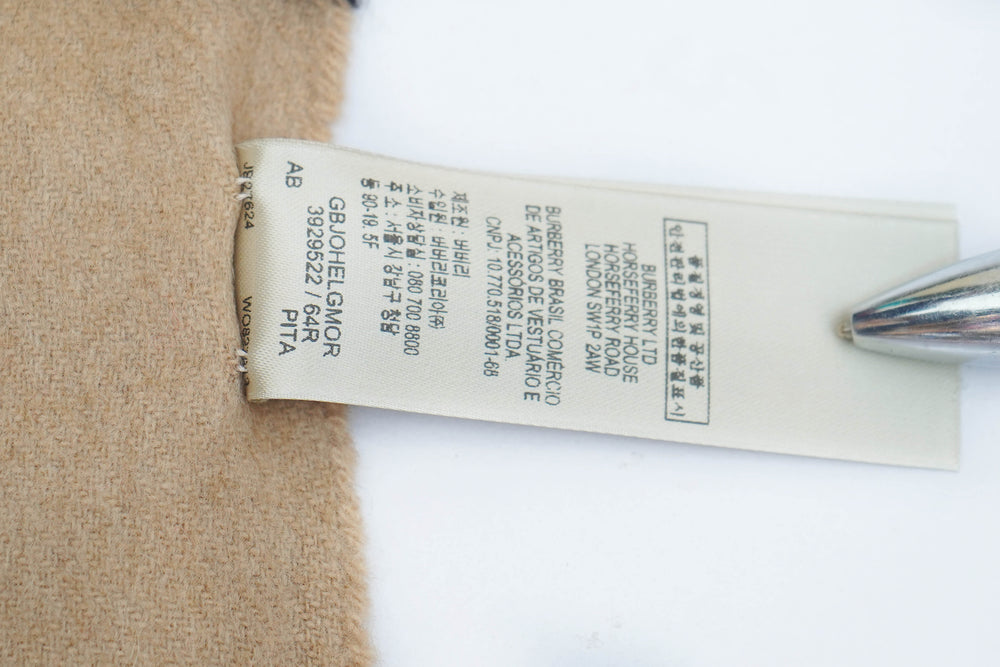 품질경영 및 공산품
안전관리법에의한품질표시
BURBERRY LTD
HORSEFERRY HOUSE
HORSEFERRY ROAD
LONDON SW1P 2AW
BURBERRY BRASIL COMÉRCIO
DE ARTIGOS DE VESTUÁRIO E
ACESSÓRIOS LTDA
CNPJ: 10.770.518/0001-68
제조원 : 버버리
수입원 : 버버리코리아㈜
소비자상담실 : 080 700 8800
주 소 : 서울시 강남구 청담
동 80-19. 5F
GBJOHELGMOR
3929522 / 64R
AB PITA